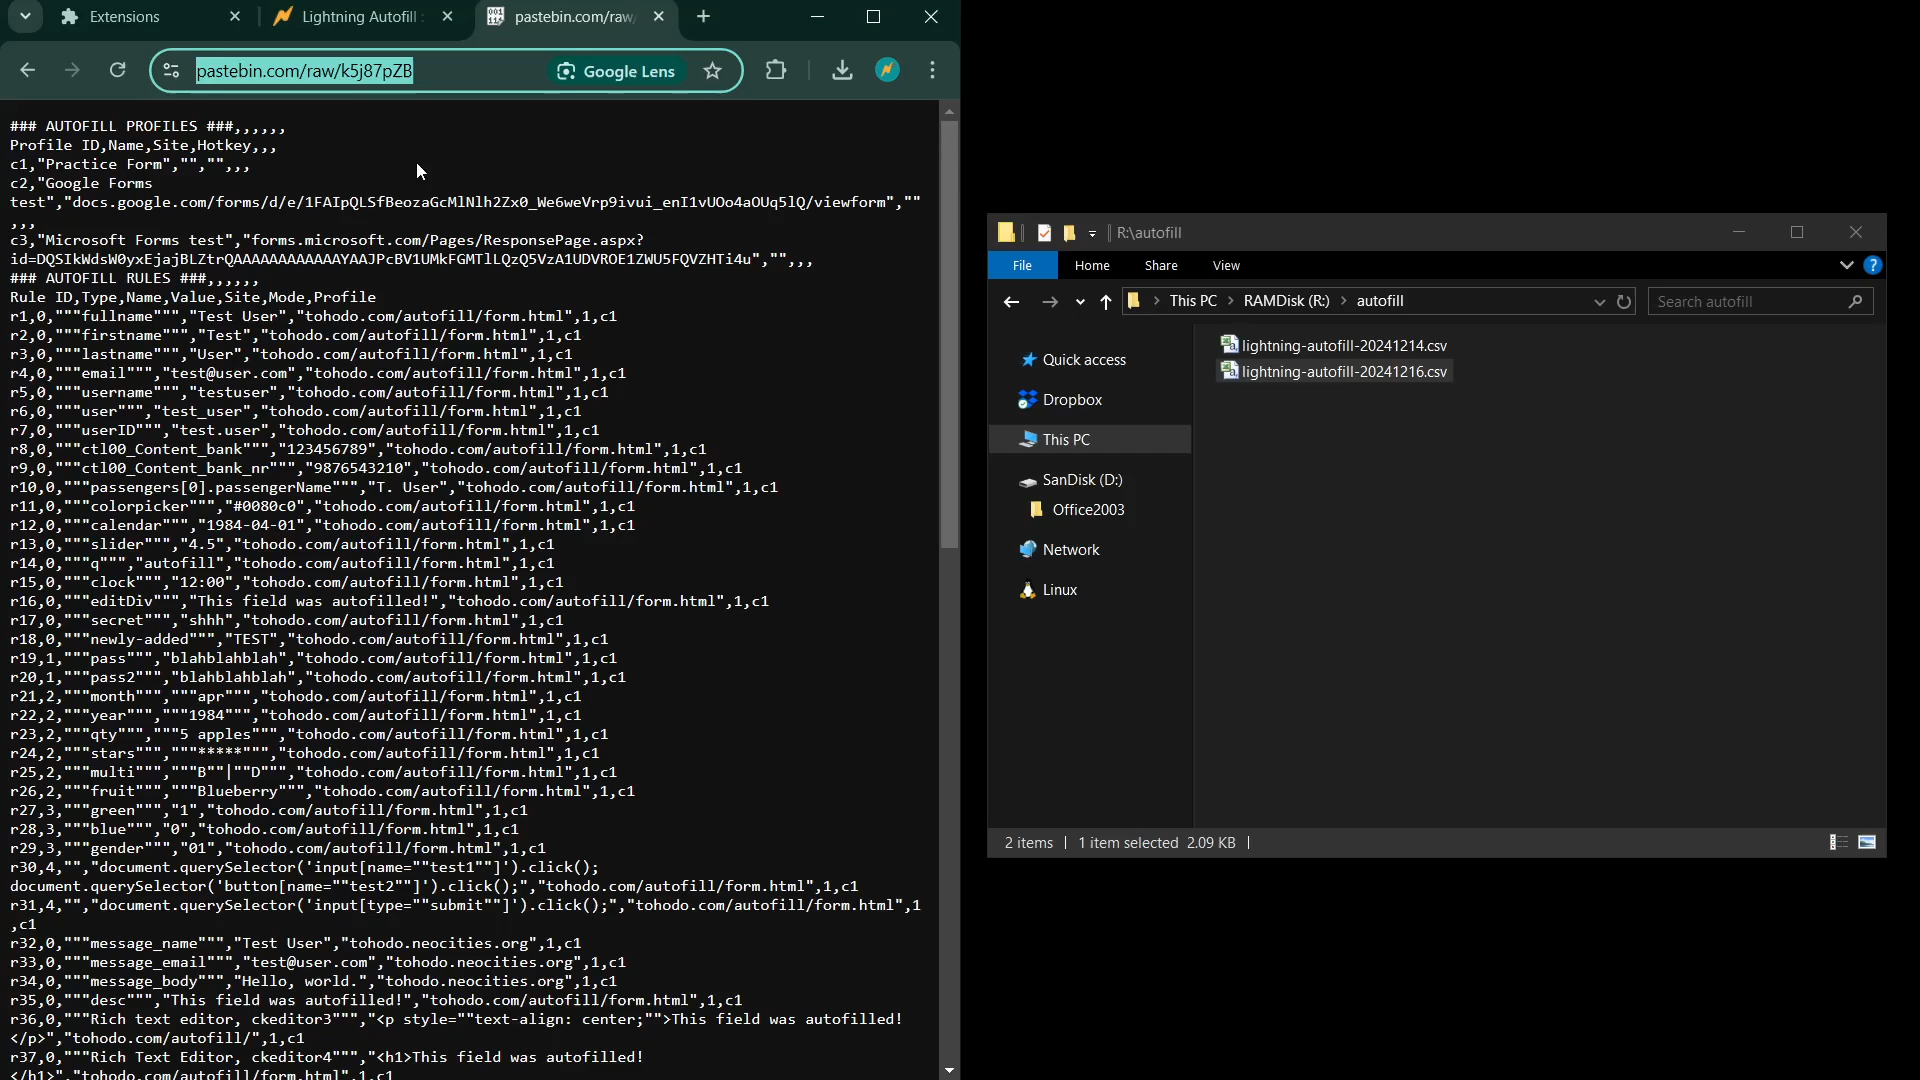 Extensions
Lightning Autofill :
pastebin.com/raw/
pastebin.com/raw/k5j87pZB
Google Lens
### AUTOFILL PROFILES ###,,,,,,
Profile ID,Name,Site,Hotkey,,,
c1,"Practice Form","","",,,
c2,"Google Forms
test","docs.google.com/forms/d/e/1FAIpQLSfBeozaGcMlNlh2Zx0_We6weVrp9ivui_enI1vUOo4aOUq5lQ/viewform",""
,,,
c3,"Microsoft Forms test","forms.microsoft.com/Pages/ResponsePage.aspx?
id=DQSIkWdsW0yxEjajBLZtrQAAAAAAAAAAAAYAAJPcBV1UMkFGMTlLQzQ5VzA1UDVROE1ZWU5FQVZHTi4u","",,,
### AUTOFILL RULES ###,,,,,,
Rule ID,Type,Name,Value,Site,Mode,Profile
r1,0,"""fullname""","Test User","tohodo.com/autofill/form.html",1,c1
r2,0,"""firstname""","Test","tohodo.com/autofill/form.html",1,c1
r3,0,"""lastname""","User","tohodo.com/autofill/form.html",1,c1
r4,0,"""email""","test@user.com","tohodo.com/autofill/form.html",1,c1
r5,0,"""username""","testuser","tohodo.com/autofill/form.html",1,c1
r6,0,"""user""","test_user","tohodo.com/autofill/form.html",1,c1
r7,0,"""userID""","test.user","tohodo.com/autofill/form.html",1,c1
r8,0,"""ctl00_Content_bank""","123456789","tohodo.com/autofill/form.html",1,c1
r9,0,"""ctl00_Content_bank_nr""","9876543210","tohodo.com/autofill/form.html",1,c1
r10,0,"""passengers[0].passengerName""","T. User","tohodo.com/autofill/form.html",1,c1
r11,0,"""colorpicker""","#0080c0","tohodo.com/autofill/form.html",1,c1
r12,0,"""calendar""","1984-04-01","tohodo.com/autofill/form.html",1,c1
r13,0,"""slider""","4.5","tohodo.com/autofill/form.html",1,c1
r14,0,"""q""","autofill","tohodo.com/autofill/form.html",1,c1
r15,0,"""clock""","12:00","tohodo.com/autofill/form.html",1,c1
r16,0,"""editDiv""","This field was autofilled!","tohodo.com/autofill/form.html",1,c1
r17,0,"""secret""","shhh","tohodo.com/autofill/form.html",1,c1
r18,0,"""newly-added""","TEST","tohodo.com/autofill/form.html",1,c1
r19,1,"""pass""","blahblahblah","tohodo.com/autofill/form.html",1,c1
r20,1,"""pass2""","blahblahblah","tohodo.com/autofill/form.html",1,c1
r21,2,"""month""","""apr""","tohodo.com/autofill/form.html",1,c1
r22,2,"""year""","""1984""","tohodo.com/autofill/form.html",1,c1
r23,2,"""qty""","""5 apples""","tohodo.com/autofill/form.html",1,c1
r24,2,"""stars""","""*****""","tohodo.com/autofill/form.html",1,c1
r25,2,"""multi""","""B""|""D""","tohodo.com/autofill/form.html",1,c1
r26,2,"""fruit""","""Blueberry""","tohodo.com/autofill/form.html",1,c1
r27,3,"""green""","1","tohodo.com/autofill/form.html",1,c1
r28,3,"""blue""","0","tohodo.com/autofill/form.html",1,c1
r29,3,"""gender""","01","tohodo.com/autofill/form.html",1,c1
r30,4,"","document.querySelector('input[name=""test1""]').click();
document.querySelector('button[name=""test2""]').click();","tohodo.com/autofill/form.html",1,c1
r31,4,"","document.querySelector('input[type=""submit""]').click();","tohodo.com/autofill/form.html",1
,c1
r32,0,"""message_name""","Test User","tohodo.neocities.org",1,c1
r33,0,"""message_email""","test@user.com","tohodo.neocities.org",1,c1
r34,0,"""message_body""","Hello, world.","tohodo.neocities.org",1,c1
r35,0,"""desc""","This field was autofilled!","tohodo.com/autofill/form.html",1,c1
r36,0,"""Rich text editor, ckeditor3""","<p style=""text-align: center;"">This field was autofilled!
</p>","tohodo.com/autofill/",1,c1
r37,0,"""Rich Text Editor, ckeditor4""","<h1>This field was autofilled!
</h1>","tohodo.com/autofill/form.html",1,c1
R:\autofill
File Home Share View
This PC RAMDisk (R:) autofill
Search autofill
Quick access
Dropbox
This PC
SanDisk (D:)
Office2003
Network
Linux
lightning-autofill-20241214.csv
lightning-autofill-20241216.csv
2 items 1 item selected 2.09 KB